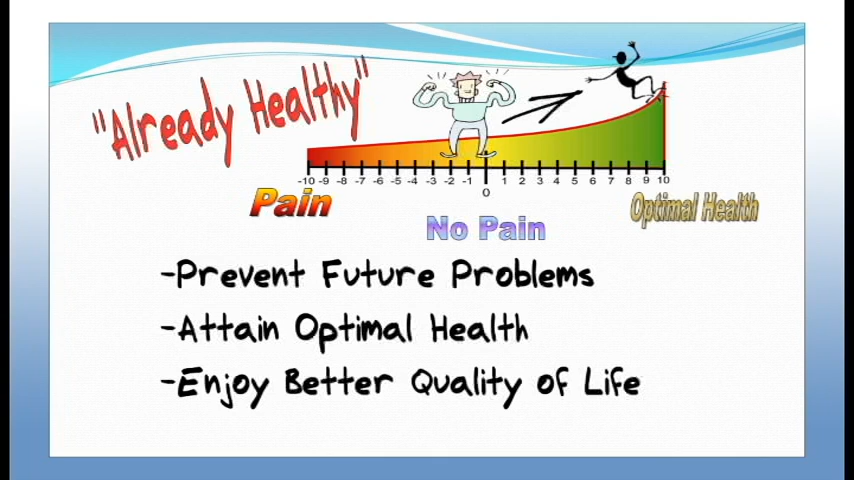 "Already Healthy"
-10 -9 -8 -7 -6 -5 -4 -3 -2 -1 0 1 2 3 4 5 6 7 8 9 10
Pain
No Pain
Optimal Health
-Prevent Future Problems
-Attain Optimal Health
-Enjoy Better Quality of Life